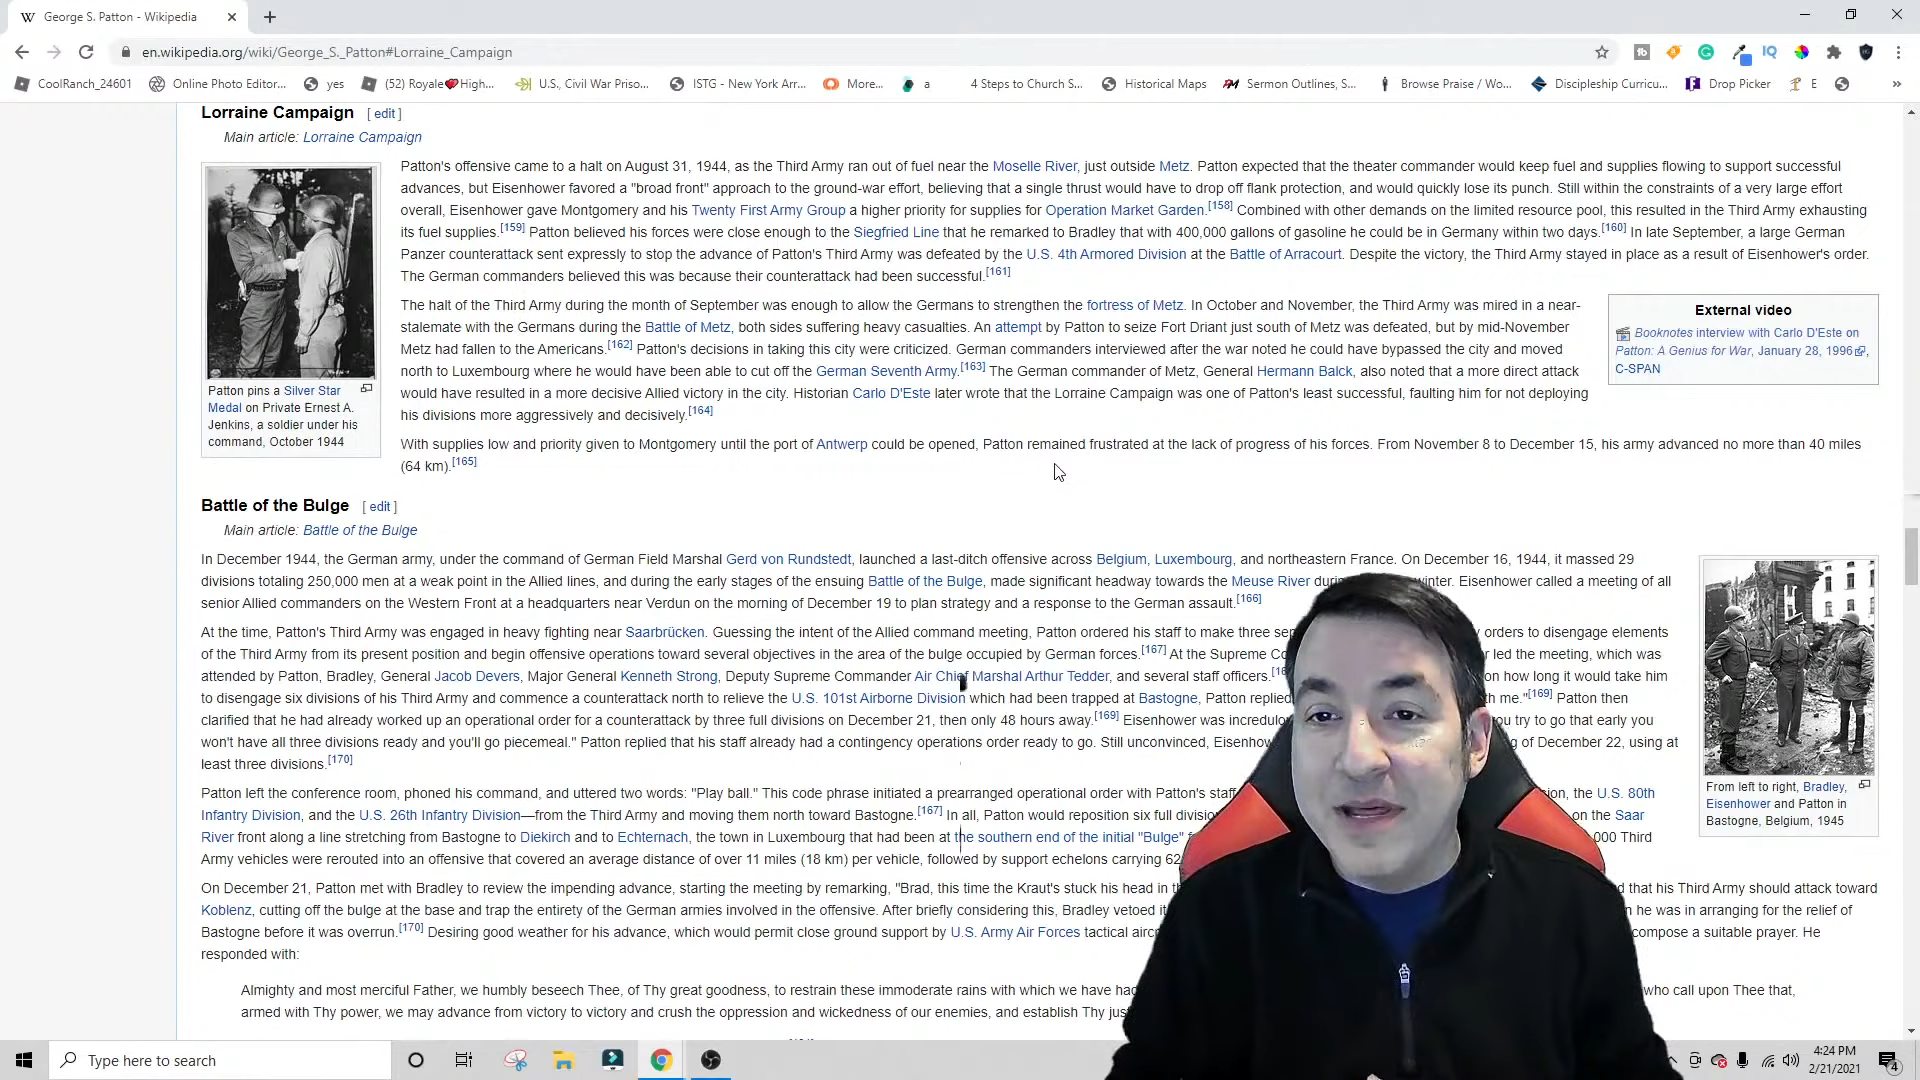 George S. Patton - Wikipedia
en.wikipedia.org/wiki/George_S._Patton#Lorraine_Campaign
CoolRanch_24601 Online Photo Editor... yes (52) Royale High... U.S., Civil War Priso... ISTG - New York Arr... More... a 4 Steps to Church S... Historical Maps Sermon Outlines, S... Browse Praise / Wo... Discipleship Curricu... Drop Picker E »
Lorraine Campaign [ edit ]
Main article: Lorraine Campaign
Patton's offensive came to a halt on August 31, 1944, as the Third Army ran out of fuel near the Moselle River, just outside Metz. Patton expected that the theater commander would keep fuel and supplies flowing to support successful
advances, but Eisenhower favored a "broad front" approach to the ground-war effort, believing that a single thrust would have to drop off flank protection, and would quickly lose its punch. Still within the constraints of a very large effort
overall, Eisenhower gave Montgomery and his Twenty First Army Group a higher priority for supplies for Operation Market Garden.[158] Combined with other demands on the limited resource pool, this resulted in the Third Army exhausting
its fuel supplies.[159] Patton believed his forces were close enough to the Siegfried Line that he remarked to Bradley that with 400,000 gallons of gasoline he could be in Germany within two days.[160] In late September, a large German
Panzer counterattack sent expressly to stop the advance of Patton's Third Army was defeated by the U.S. 4th Armored Division at the Battle of Arracourt. Despite the victory, the Third Army stayed in place as a result of Eisenhower's order.
The German commanders believed this was because their counterattack had been successful.[161]
The halt of the Third Army during the month of September was enough to allow the Germans to strengthen the fortress of Metz. In October and November, the Third Army was mired in a near-
stalemate with the Germans during the Battle of Metz, both sides suffering heavy casualties. An attempt by Patton to seize Fort Driant just south of Metz was defeated, but by mid-November
Metz had fallen to the Americans.[162] Patton's decisions in taking this city were criticized. German commanders interviewed after the war noted he could have bypassed the city and moved
north to Luxembourg where he would have been able to cut off the German Seventh Army.[163] The German commander of Metz, General Hermann Balck, also noted that a more direct attack
would have resulted in a more decisive Allied victory in the city. Historian Carlo D'Este later wrote that the Lorraine Campaign was one of Patton's least successful, faulting him for not deploying
his divisions more aggressively and decisively.[164]
External video
Booknotes interview with Carlo D'Este on
Patton: A Genius for War, January 28, 1996,
C-SPAN
Patton pins a Silver Star
Medal on Private Ernest A.
Jenkins, a soldier under his
command, October 1944
With supplies low and priority given to Montgomery until the port of Antwerp could be opened, Patton remained frustrated at the lack of progress of his forces. From November 8 to December 15, his army advanced no more than 40 miles
(64 km).[165]
Battle of the Bulge [ edit ]
Main article: Battle of the Bulge
In December 1944, the German army, under the command of German Field Marshal Gerd von Rundstedt, launched a last-ditch offensive across Belgium, Luxembourg, and northeastern France. On December 16, 1944, it massed 29
divisions totaling 250,000 men at a weak point in the Allied lines, and during the early stages of the ensuing Battle of the Bulge, made significant headway towards the Meuse River winter. Eisenhower called a meeting of all
senior Allied commanders on the Western Front at a headquarters near Verdun on the morning of December 19 to plan strategy and a response to the German assault.[166]
At the time, Patton's Third Army was engaged in heavy fighting near Saarbrücken. Guessing the intent of the Allied command meeting, Patton ordered his staff to make three orders to disengage elements
of the Third Army from its present position and begin offensive operations toward several objectives in the area of the bulge occupied by German forces.[167] At the Supreme led the meeting, which was
attended by Patton, Bradley, General Jacob Devers, Major General Kenneth Strong, Deputy Supreme Commander Air Chief Marshal Arthur Tedder, and several staff officers. on how long it would take him
to disengage six divisions of his Third Army and commence a counterattack north to relieve the U.S. 101st Airborne Division which had been trapped at Bastogne, Patton replied me."[169] Patton then
clarified that he had already worked up an operational order for a counterattack by three full divisions on December 21, then only 48 hours away.[169] Eisenhower was you try to go that early you
won't have all three divisions ready and you'll go piecemeal." Patton replied that his staff already had a contingency operations order ready to go. Still unconvinced, of December 22, using at
least three divisions.[170]
From left to right, Bradley,
Eisenhower and Patton in
Bastogne, Belgium, 1945
Patton left the conference room, phoned his command, and uttered two words: "Play ball." This code phrase initiated a prearranged operational order with Patton's the U.S. 80th
Infantry Division, and the U.S. 26th Infantry Division—from the Third Army and moving them north toward Bastogne.[167] In all, Patton would reposition six full on the Saar
River front along a line stretching from Bastogne to Diekirch and to Echternach, the town in Luxembourg that had been at the southern end of the initial "Bulge" Third
Army vehicles were rerouted into an offensive that covered an average distance of over 11 miles (18 km) per vehicle, followed by support echelons carrying
On December 21, Patton met with Bradley to review the impending advance, starting the meeting by remarking, "Brad, this time the Kraut's stuck his head in that his Third Army should attack toward
Koblenz, cutting off the bulge at the base and trap the entirety of the German armies involved in the offensive. After briefly considering this, Bradley vetoed he was in arranging for the relief of
Bastogne before it was overrun.[170] Desiring good weather for his advance, which would permit close ground support by U.S. Army Air Forces tactical compose a suitable prayer. He
responded with:
Almighty and most merciful Father, we humbly beseech Thee, of Thy great goodness, to restrain these immoderate rains with which we have had who call upon Thee that,
armed with Thy power, we may advance from victory to victory and crush the oppression and wickedness of our enemies, and establish Thy
Type here to search
4:24 PM
2/21/2021
4